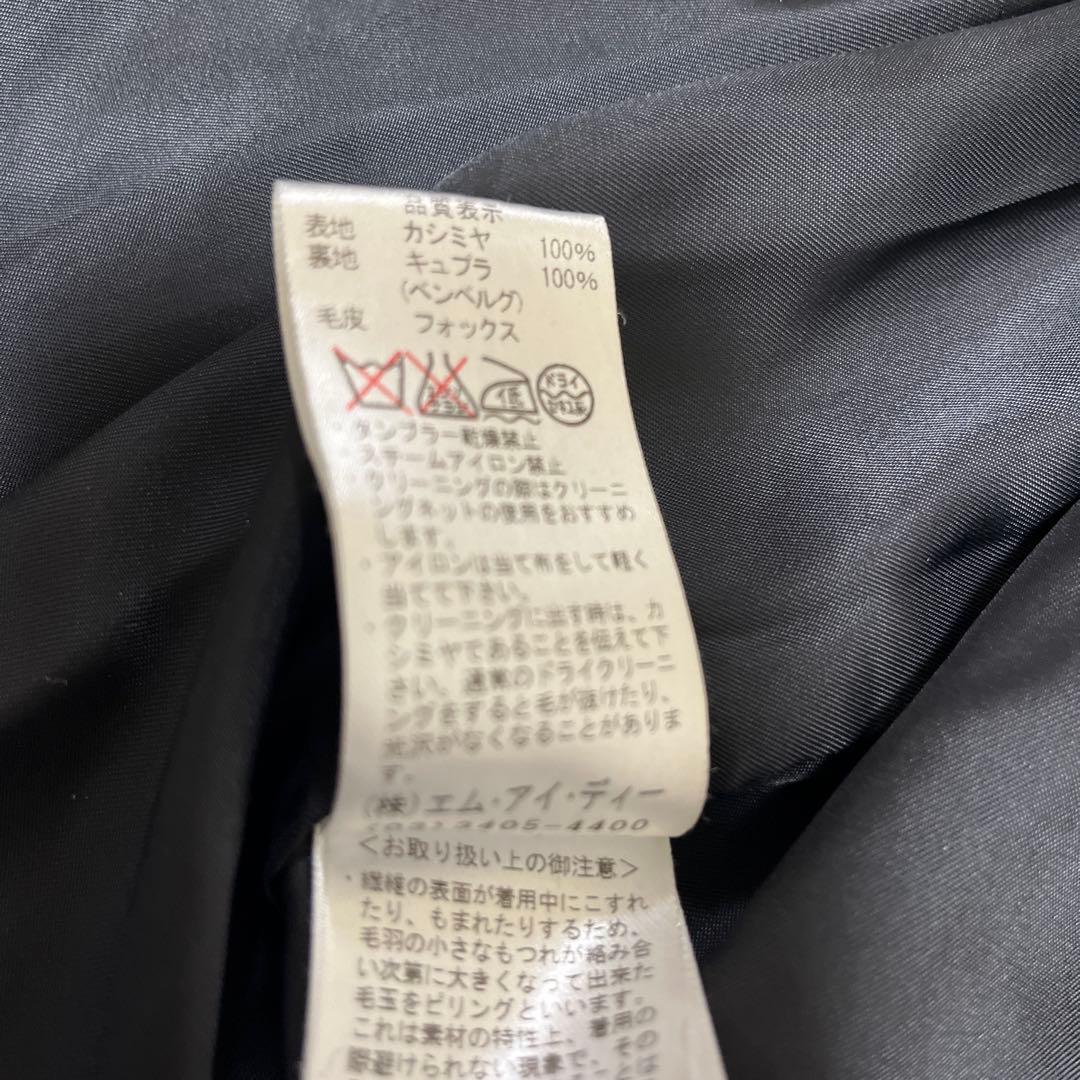 品質表示
表地 カシミヤ 100%
裏地 キュプラ 100%
(ベンベルグ)
毛皮 フォックス
ドライ
・タンブラー乾燥禁止
スチームアイロン禁止
・クリーニングの際はクリーニ
ングネットの使用をおすすめ
します。
・アイロンは当て布をして軽く
当てて下さい。
・クリーニングに出す時は、カ
シミヤであることを伝えて下
さい。通常のドライクリーニ
ングをすると毛が抜けたり、
光沢がなくなることがありま
す。
(株)エム・アイ・ディー
3405-4400
<お取り扱い上の御注意>
・繊維の表面が着用中にこすれ
たり、もまれたりするため、
毛羽の小さなもつれが絡み合
い次第に大きくなって出来た
毛玉をピリングといいます。
これは素材の特性上、着用の
際避けられない現象で、その